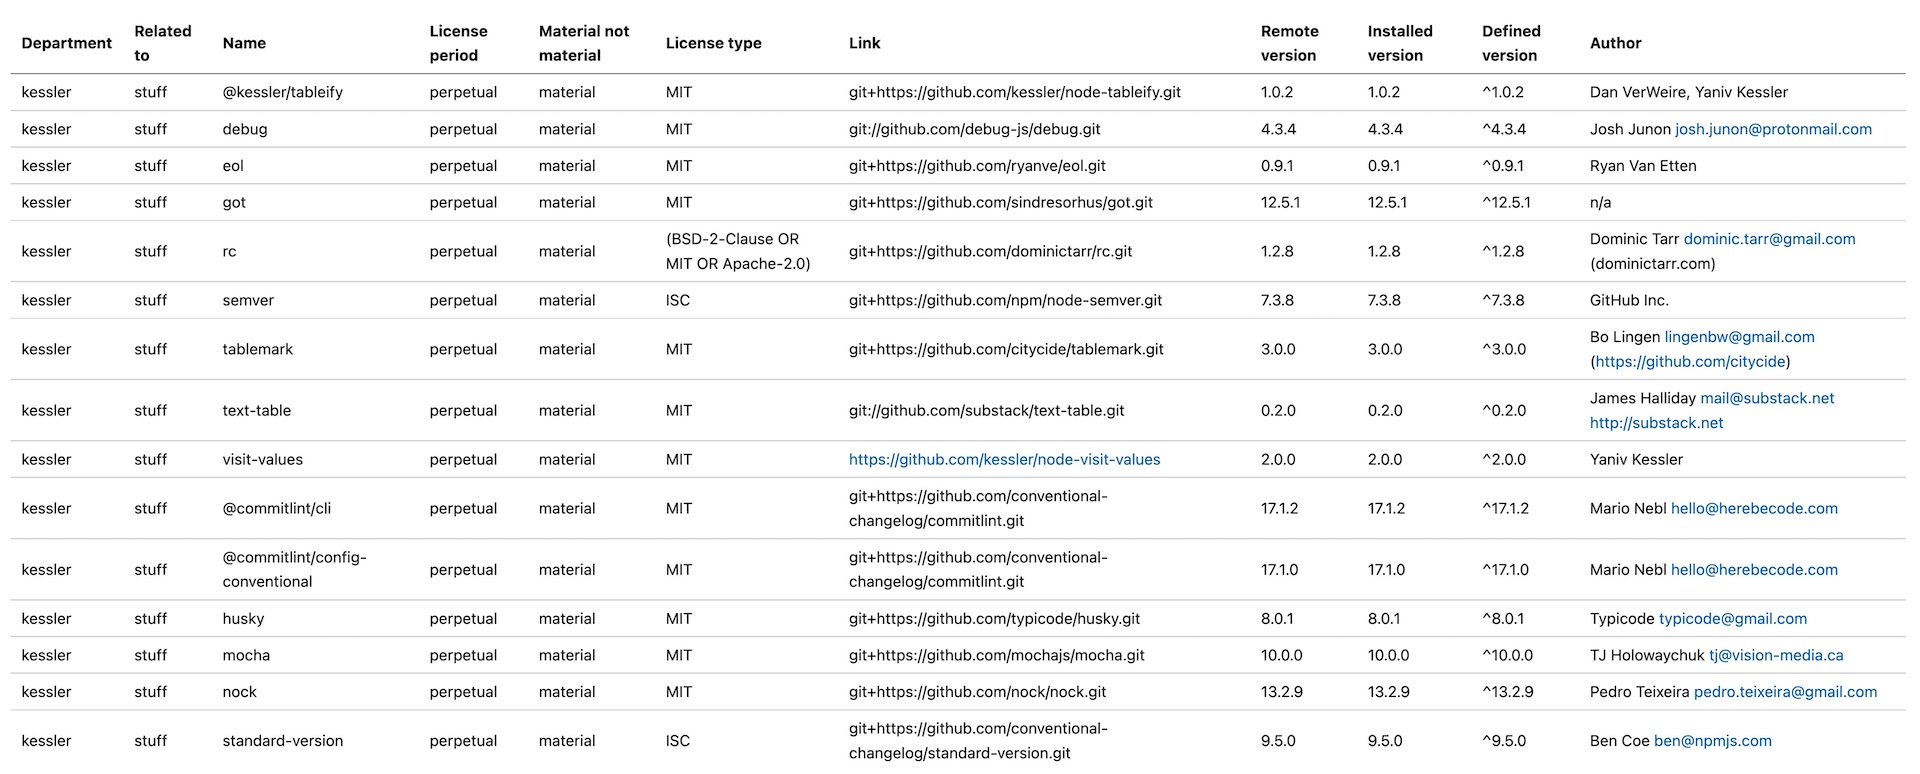 Department Related to Name License period Material not material License type Link Remote version Installed version Defined version Author
kessler stuff @kessler/tableify perpetual material MIT git+https://github.com/kessler/node-tableify.git 1.0.2 1.0.2 ^1.0.2 Dan VerWeire, Yaniv Kessler
kessler stuff debug perpetual material MIT git://github.com/debug-js/debug.git 4.3.4 4.3.4 ^4.3.4 Josh Junon josh.junon@protonmail.com
kessler stuff eol perpetual material MIT git+https://github.com/ryanve/eol.git 0.9.1 0.9.1 ^0.9.1 Ryan Van Etten
kessler stuff got perpetual material MIT git+https://github.com/sindresorhus/got.git 12.5.1 12.5.1 ^12.5.1 n/a
kessler stuff rc perpetual material (BSD-2-Clause OR MIT OR Apache-2.0) git+https://github.com/dominictarr/rc.git 1.2.8 1.2.8 ^1.2.8 Dominic Tarr dominic.tarr@gmail.com (dominictarr.com)
kessler stuff semver perpetual material ISC git+https://github.com/npm/node-semver.git 7.3.8 7.3.8 ^7.3.8 GitHub Inc.
kessler stuff tablemark perpetual material MIT git+https://github.com/citycide/tablemark.git 3.0.0 3.0.0 ^3.0.0 Bo Lingen lingenbw@gmail.com (https://github.com/citycide)
kessler stuff text-table perpetual material MIT git://github.com/substack/text-table.git 0.2.0 0.2.0 ^0.2.0 James Halliday mail@substack.net http://substack.net
kessler stuff visit-values perpetual material MIT https://github.com/kessler/node-visit-values 2.0.0 2.0.0 ^2.0.0 Yaniv Kessler
kessler stuff @commitlint/cli perpetual material MIT git+https://github.com/conventional-changelog/commitlint.git 17.1.2 17.1.2 ^17.1.2 Mario Nebl hello@herebecode.com
kessler stuff @commitlint/config-conventional perpetual material MIT git+https://github.com/conventional-changelog/commitlint.git 17.1.0 17.1.0 ^17.1.0 Mario Nebl hello@herebecode.com
kessler stuff husky perpetual material MIT git+https://github.com/typicode/husky.git 8.0.1 8.0.1 ^8.0.1 Typicode typicode@gmail.com
kessler stuff mocha perpetual material MIT git+https://github.com/mochajs/mocha.git 10.0.0 10.0.0 ^10.0.0 TJ Holowaychuk tj@vision-media.ca
kessler stuff nock perpetual material MIT git+https://github.com/nock/nock.git 13.2.9 13.2.9 ^13.2.9 Pedro Teixeira pedro.teixeira@gmail.com
kessler stuff standard-version perpetual material ISC git+https://github.com/conventional-changelog/standard-version.git 9.5.0 9.5.0 ^9.5.0 Ben Coe ben@npmjs.com